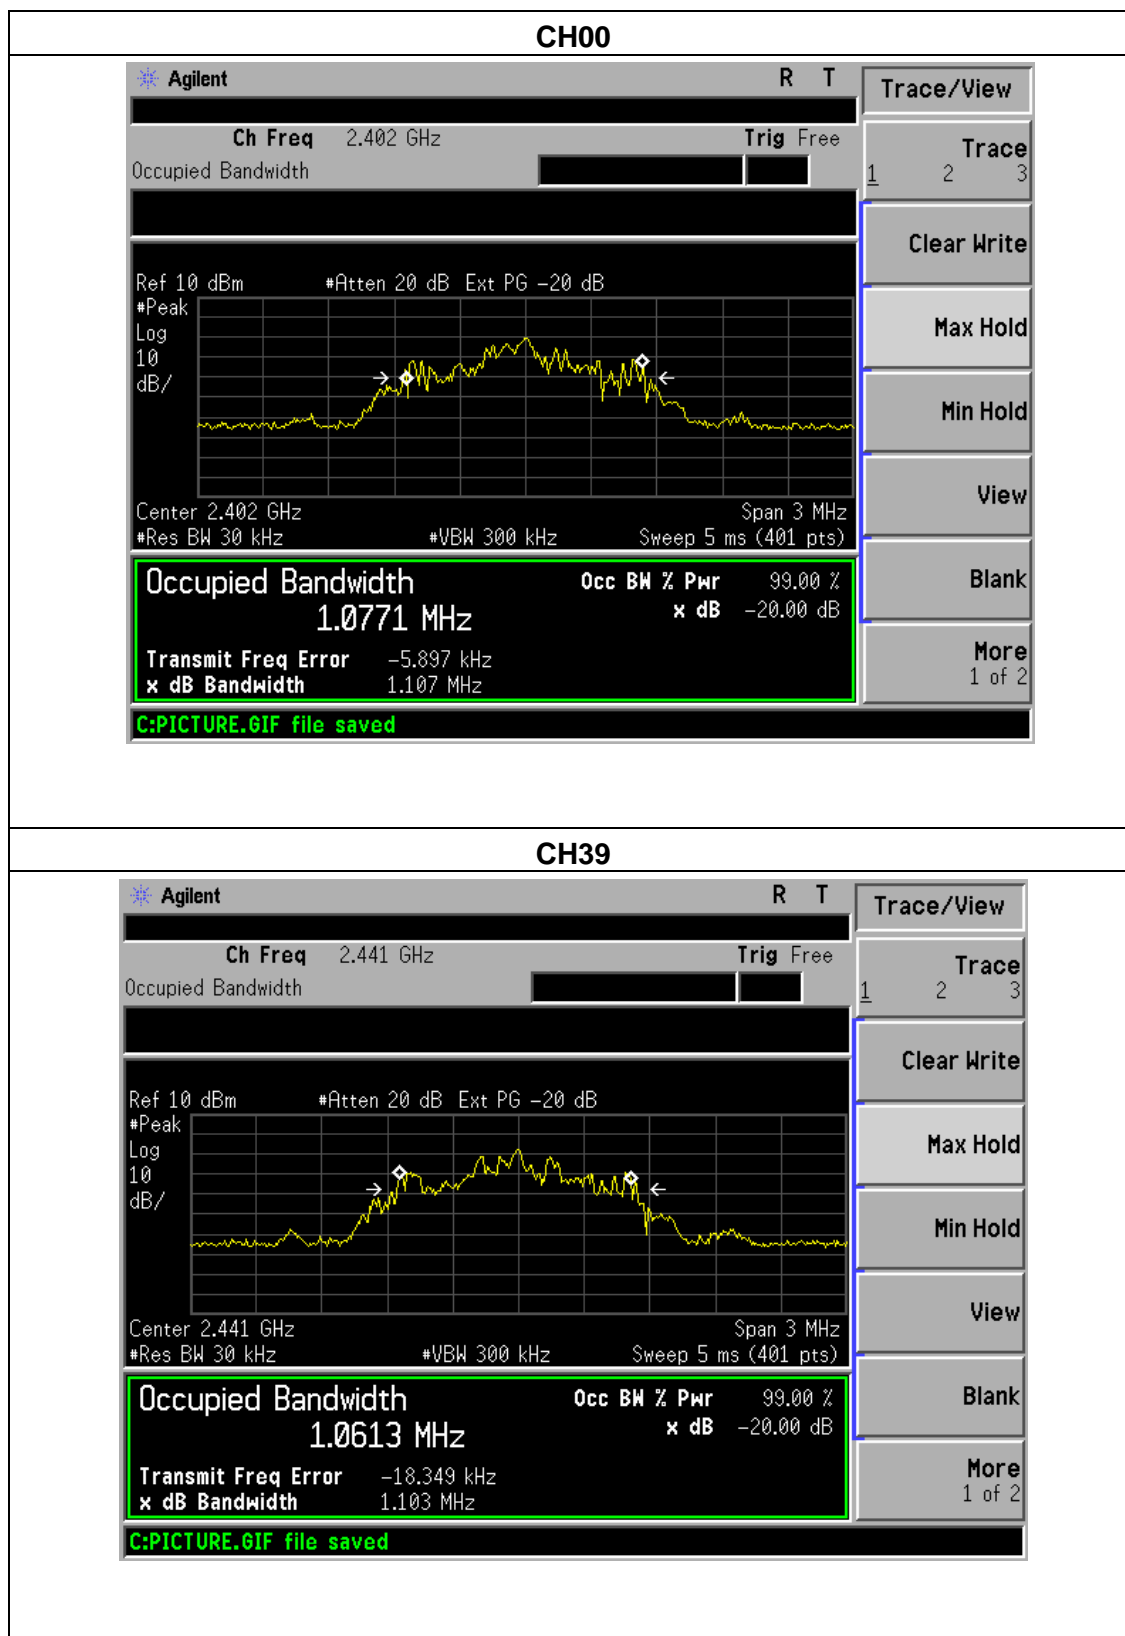 CH00
Agilent R T
Trace/View
Ch Freq 2.402 GHz Trig Free
Occupied Bandwidth
Trace
1 2 3
Clear Write
Max Hold
Min Hold
View
Blank
More
1 of 2
Ref 10 dBm #Atten 20 dB Ext PG -20 dB
#Peak
Log
10
dB/
Center 2.402 GHz Span 3 MHz
#Res BW 30 kHz #VBW 300 kHz Sweep 5 ms (401 pts)
Occupied Bandwidth Occ BW % Pwr 99.00 %
1.0771 MHz x dB -20.00 dB
Transmit Freq Error -5.897 kHz
x dB Bandwidth 1.107 MHz
C:PICTURE.GIF file saved
CH39
Agilent R T
Trace/View
Ch Freq 2.441 GHz Trig Free
Occupied Bandwidth
Trace
1 2 3
Clear Write
Max Hold
Min Hold
View
Blank
More
1 of 2
Ref 10 dBm #Atten 20 dB Ext PG -20 dB
#Peak
Log
10
dB/
Center 2.441 GHz Span 3 MHz
#Res BW 30 kHz #VBW 300 kHz Sweep 5 ms (401 pts)
Occupied Bandwidth Occ BW % Pwr 99.00 %
1.0613 MHz x dB -20.00 dB
Transmit Freq Error -18.349 kHz
x dB Bandwidth 1.103 MHz
C:PICTURE.GIF file saved